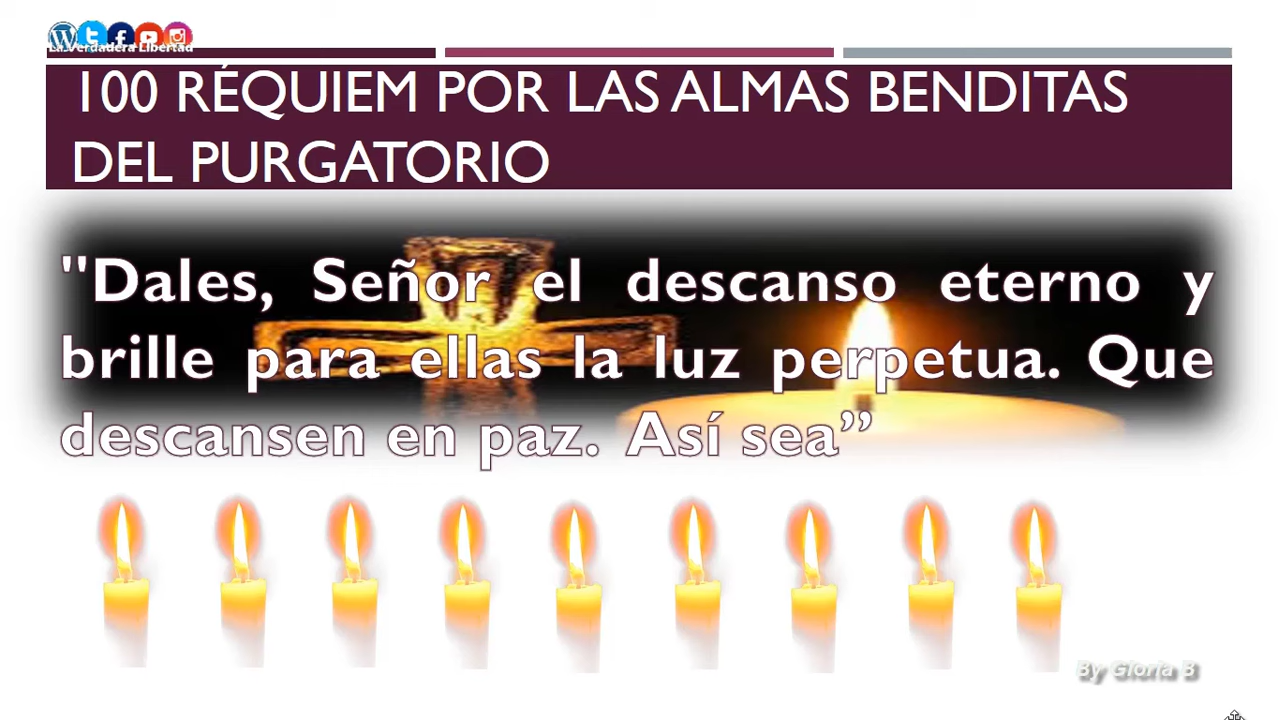 La Verdadera Libertad
100 RÉQUIEM POR LAS ALMAS BENDITAS
DEL PURGATORIO
"Dales, Señor el descanso eterno y
brille para ellas la luz perpetua. Que
descansen en paz. Así sea”
By Gloria B